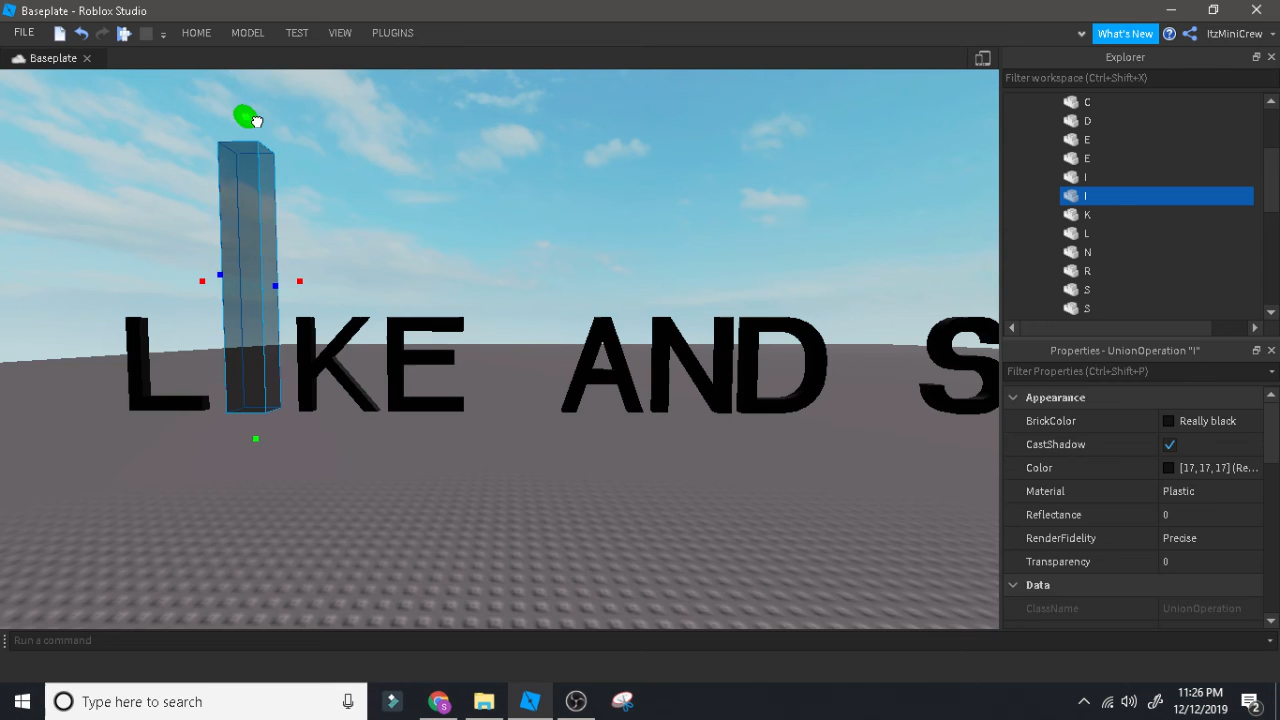 Baseplate - Roblox Studio
FILE HOME MODEL TEST VIEW PLUGINS What's New ItzMiniCrew
Baseplate
Explorer
Filter workspace (Ctrl+Shift+X)
C
D
E
E
I
I
K
L
N
R
S
S
LIKE AND S
Properties - UnionOperation "I"
Filter Properties (Ctrl+Shift+P)
Appearance
BrickColor Really black
CastShadow
Color [17, 17, 17] (Re...
Material Plastic
Reflectance 0
RenderFidelity Precise
Transparency 0
Data
ClassName UnionOperation
Run a command
Type here to search
11:26 PM
12/12/2019
2